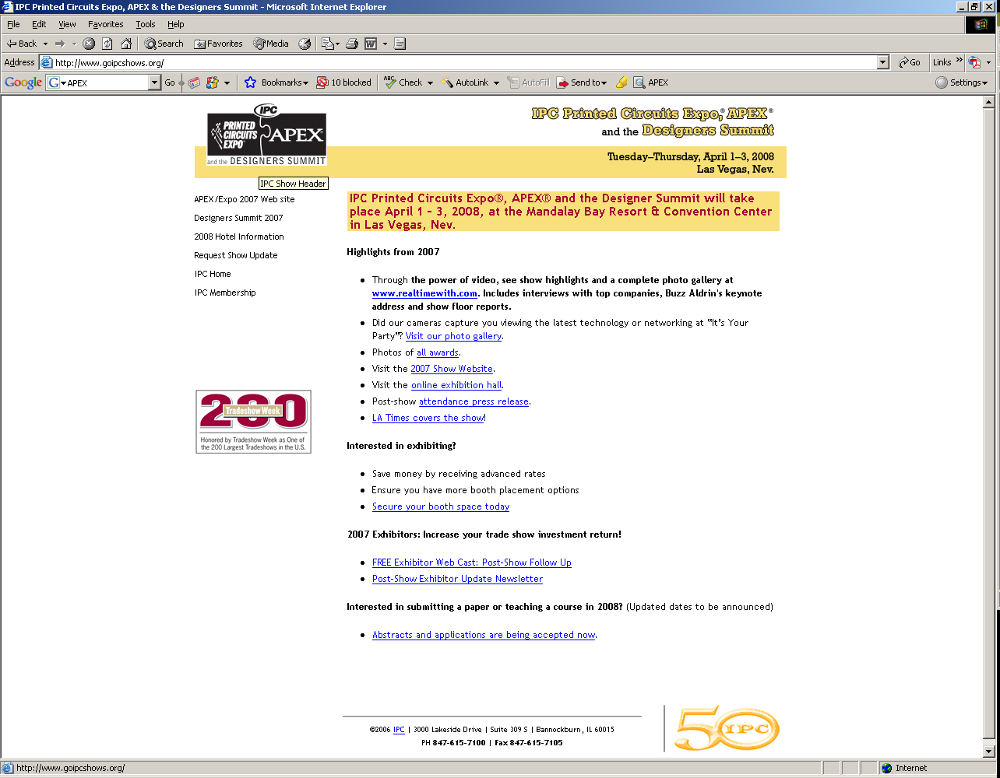 IPC Printed Circuits Expo, APEX & the Designers Summit - Microsoft Internet Explorer
File Edit View Favorites Tools Help
Back Search Favorites Media
Address http://www.goipcshows.org/ Go Links »
Google G APEX Go Bookmarks 10 blocked ABC Check AutoLink AutoFill Send to APEX Settings
IPC
PRINTED CIRCUITS EXPO® APEX®
and the DESIGNERS SUMMIT
IPC Printed Circuits Expo,® APEX®
and the Designers Summit
Tuesday–Thursday, April 1–3, 2008
Las Vegas, Nev.
IPC Show Header
APEX/Expo 2007 Web site
Designers Summit 2007
2008 Hotel Information
Request Show Update
IPC Home
IPC Membership
200
Tradeshow Week
Honored by Tradeshow Week as One of
the 200 Largest Tradeshows in the U.S.
IPC Printed Circuits Expo®, APEX® and the Designer Summit will take
place April 1 - 3, 2008, at the Mandalay Bay Resort & Convention Center
in Las Vegas, Nev.
Highlights from 2007
• Through the power of video, see show highlights and a complete photo gallery at
www.realtimewith.com. Includes interviews with top companies, Buzz Aldrin's keynote
address and show floor reports.
• Did our cameras capture you viewing the latest technology or networking at "It's Your
Party"? Visit our photo gallery.
• Photos of all awards.
• Visit the 2007 Show Website.
• Visit the online exhibition hall.
• Post-show attendance press release.
• LA Times covers the show!
Interested in exhibiting?
• Save money by receiving advanced rates
• Ensure you have more booth placement options
• Secure your booth space today
2007 Exhibitors: Increase your trade show investment return!
• FREE Exhibitor Web Cast: Post-Show Follow Up
• Post-Show Exhibitor Update Newsletter
Interested in submitting a paper or teaching a course in 2008? (Updated dates to be announced)
• Abstracts and applications are being accepted now.
©2006 IPC | 3000 Lakeside Drive | Suite 309 S | Bannockburn, IL 60015
PH 847-615-7100 | Fax 847-615-7105
50 IPC
http://www.goipcshows.org/ Internet